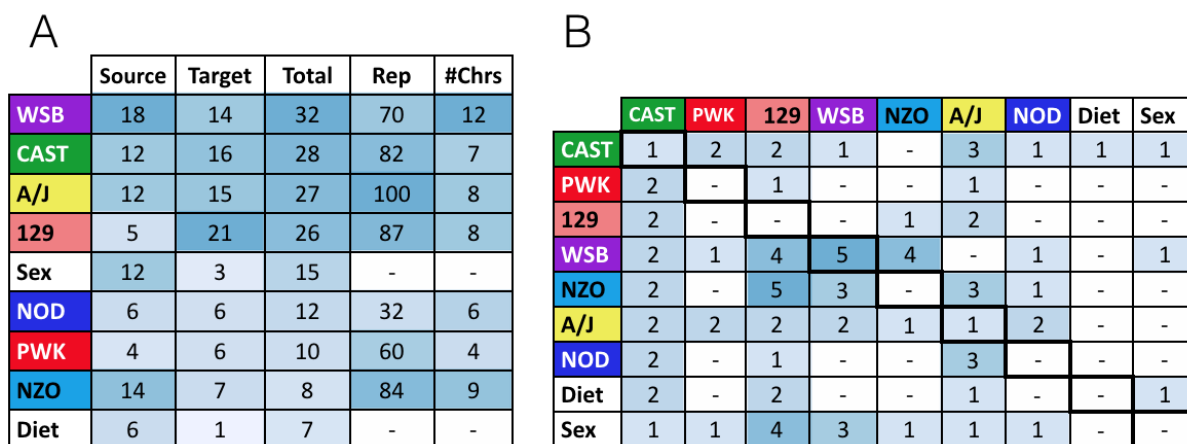 A
Source Target Total Rep #Chrs
WSB 18 14 32 70 12
CAST 12 16 28 82 7
A/J 12 15 27 100 8
129 5 21 26 87 8
Sex 12 3 15 - -
NOD 6 6 12 32 6
PWK 4 6 10 60 4
NZO 14 7 8 84 9
Diet 6 1 7 - -
B
CAST PWK 129 WSB NZO A/J NOD Diet Sex
CAST 1 2 2 1 - 3 1 1 1
PWK 2 - 1 - - 1 - - -
129 2 - - - 1 2 - - -
WSB 2 1 4 5 4 - 1 - 1
NZO 2 - 5 3 - 3 1 - -
A/J 2 2 2 2 1 1 2 - -
NOD 2 - 1 - - 3 - - -
Diet 2 - 2 - - 1 - - 1
Sex 1 1 4 3 1 1 1 - -